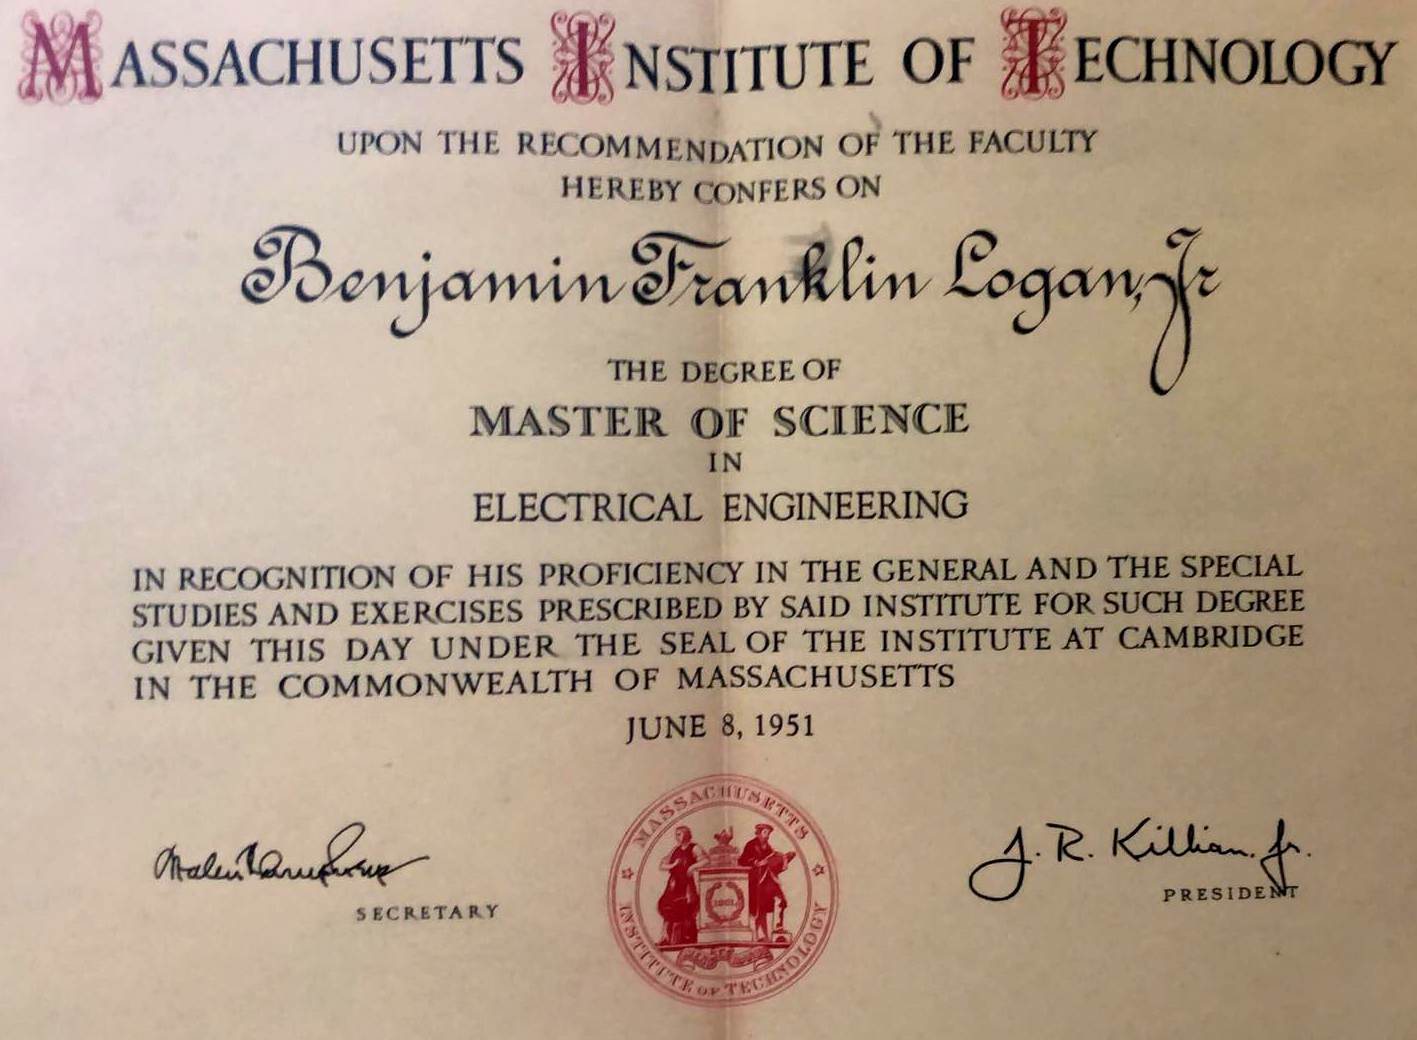 MASSACHUSETTS INSTITUTE OF TECHNOLOGY
UPON THE RECOMMENDATION OF THE FACULTY
HEREBY CONFERS ON
Benjamin Franklin Logan, Jr
THE DEGREE OF
MASTER OF SCIENCE
IN
ELECTRICAL ENGINEERING
IN RECOGNITION OF HIS PROFICIENCY IN THE GENERAL AND THE SPECIAL
STUDIES AND EXERCISES PRESCRIBED BY SAID INSTITUTE FOR SUCH DEGREE
GIVEN THIS DAY UNDER THE SEAL OF THE INSTITUTE AT CAMBRIDGE
IN THE COMMONWEALTH OF MASSACHUSETTS
JUNE 8, 1951
SECRETARY
MASSACHUSETTS
INSTITUTE OF TECHNOLOGY
1861
J. R. Killian, Jr.
PRESIDENT